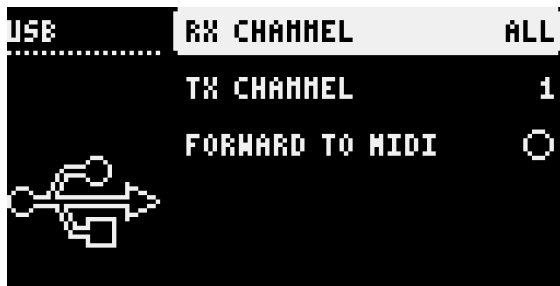 USB
RX CHANNEL ALL
TX CHANNEL 1
FORWARD TO MIDI